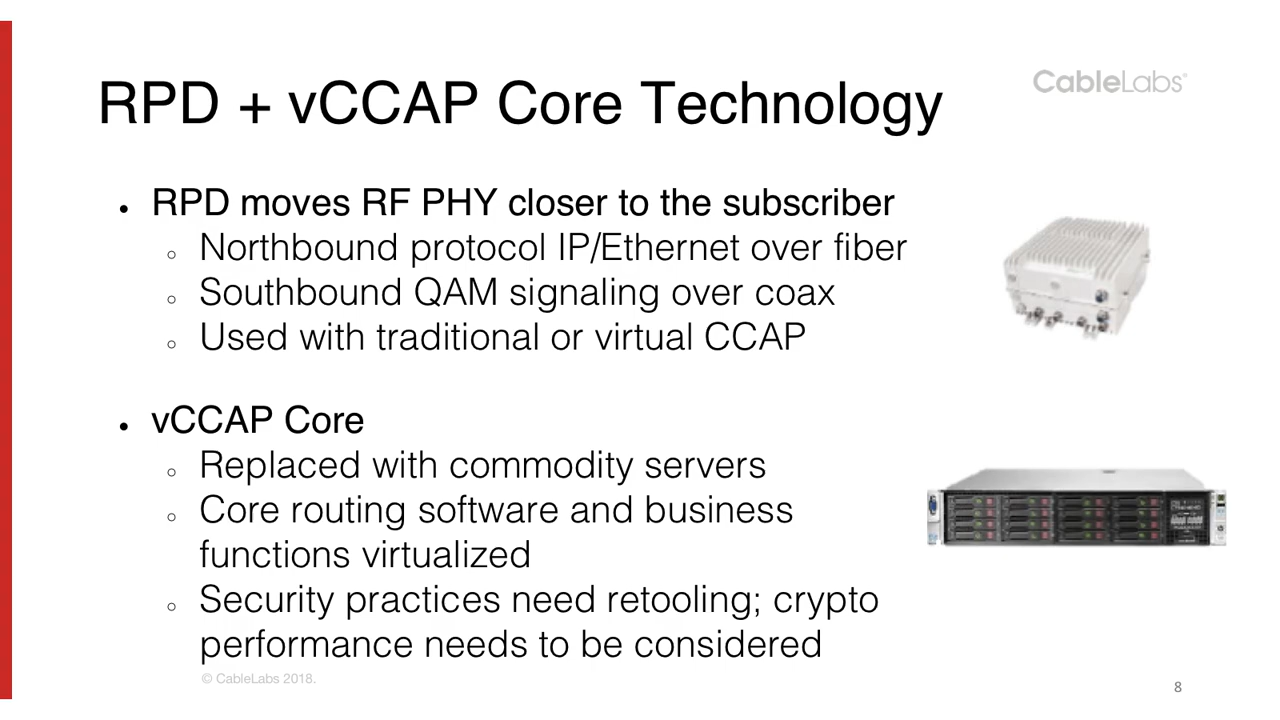 RPD + vCCAP Core Technology
CableLabs®
• RPD moves RF PHY closer to the subscriber
○ Northbound protocol IP/Ethernet over fiber
○ Southbound QAM signaling over coax
○ Used with traditional or virtual CCAP
• vCCAP Core
○ Replaced with commodity servers
○ Core routing software and business
functions virtualized
○ Security practices need retooling; crypto
performance needs to be considered
© CableLabs 2018.
8